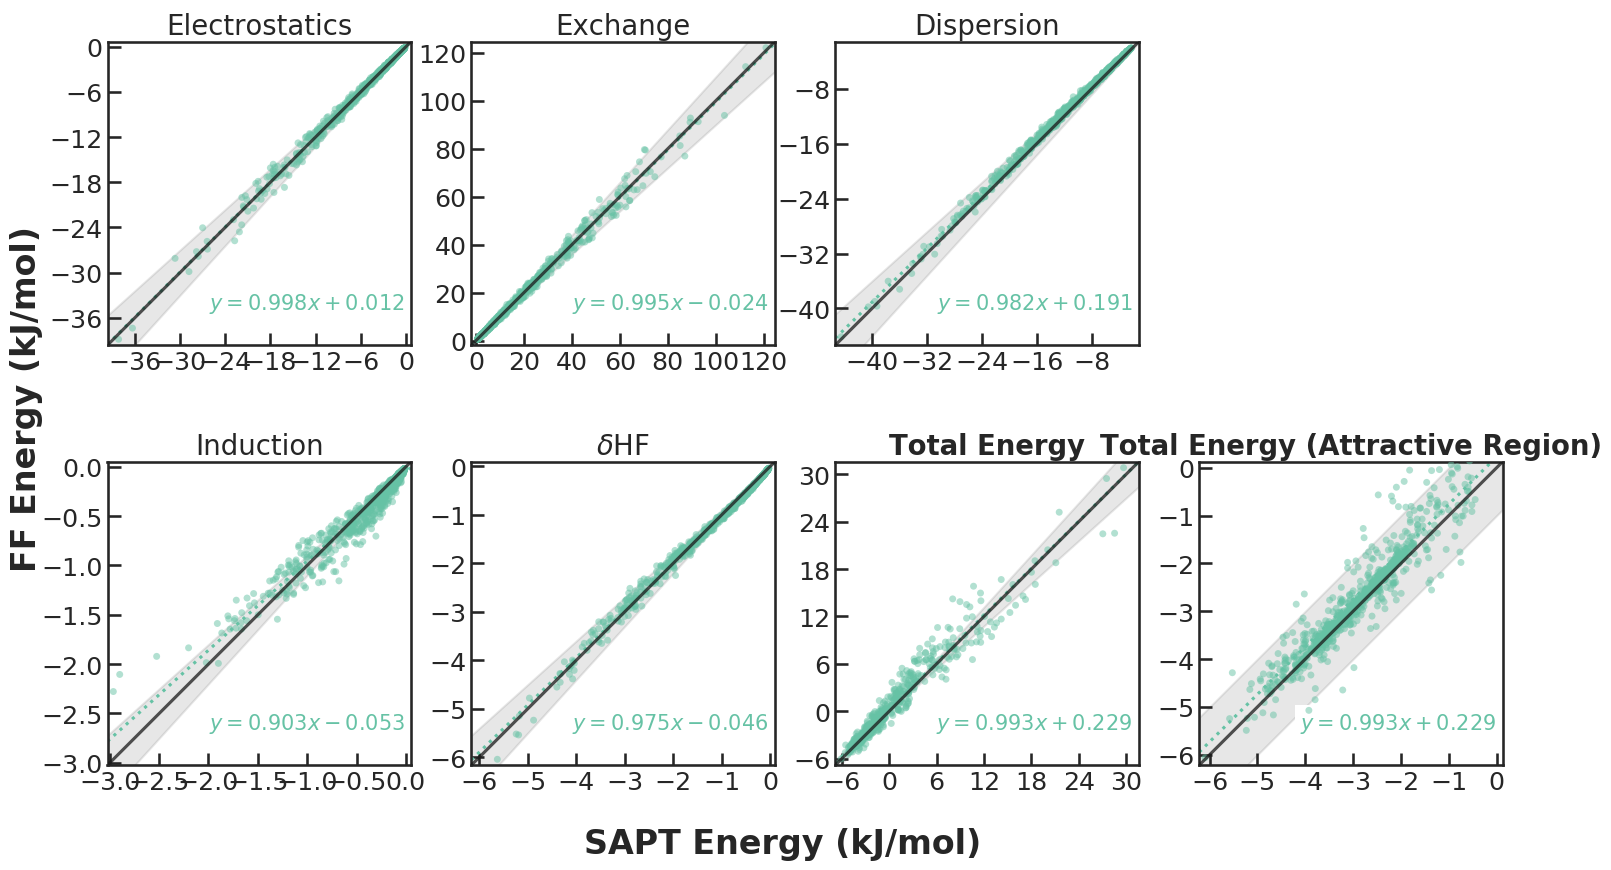 Electrostatics
Exchange
Dispersion
0
−6
−12
−18
−24
−30
−36
y = 0.998x + 0.012
−36 −30 −24 −18 −12 −6 0
120
100
80
60
40
20
0
y = 0.995x − 0.024
0 20 40 60 80 100 120
−8
−16
−24
−32
−40
y = 0.982x + 0.191
−40 −32 −24 −16 −8
FF Energy (kJ/mol)
Induction
δHF
Total Energy
Total Energy (Attractive Region)
0.0
−0.5
−1.0
−1.5
−2.0
−2.5
−3.0
y = 0.903x − 0.053
−3.0 −2.5 −2.0 −1.5 −1.0 −0.5 0.0
0
−1
−2
−3
−4
−5
−6
y = 0.975x − 0.046
−6 −5 −4 −3 −2 −1 0
30
24
18
12
6
0
−6
y = 0.993x + 0.229
−6 0 6 12 18 24 30
0
−1
−2
−3
−4
−5
−6
y = 0.993x + 0.229
−6 −5 −4 −3 −2 −1 0
SAPT Energy (kJ/mol)